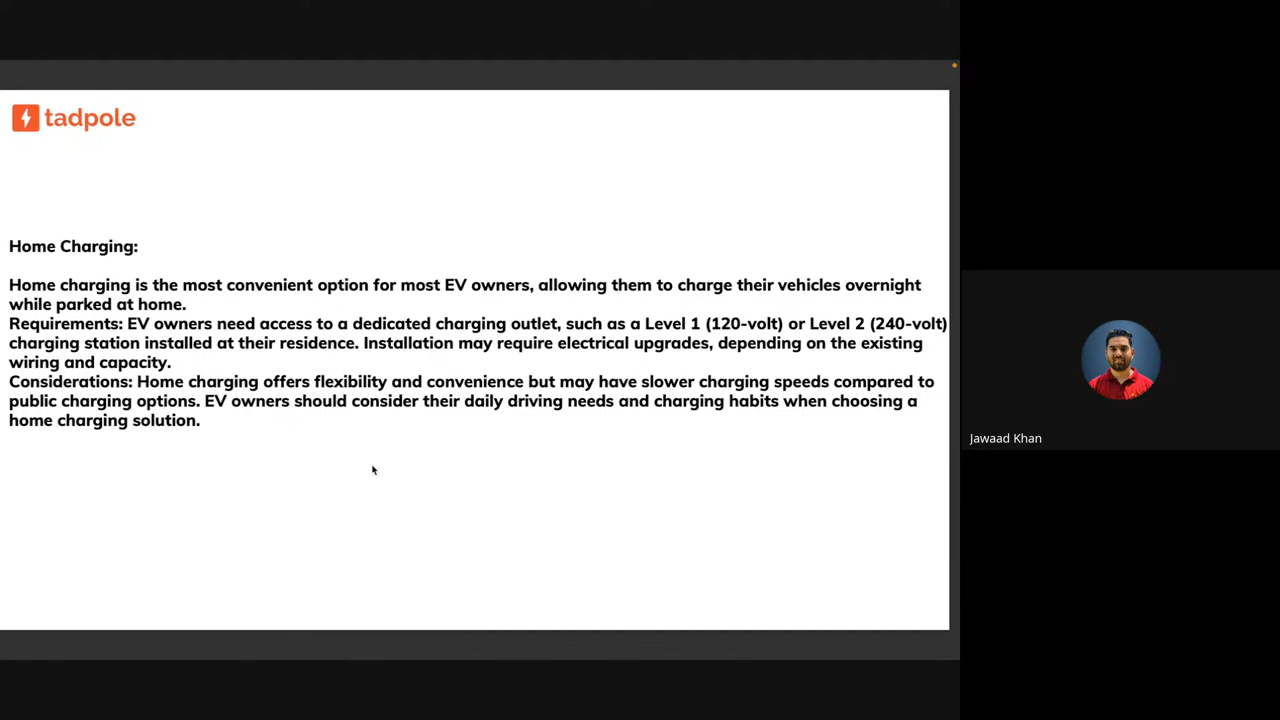 tadpole
Home Charging:
Home charging is the most convenient option for most EV owners, allowing them to charge their vehicles overnight
while parked at home.
Requirements: EV owners need access to a dedicated charging outlet, such as a Level 1 (120-volt) or Level 2 (240-volt)
charging station installed at their residence. Installation may require electrical upgrades, depending on the existing
wiring and capacity.
Considerations: Home charging offers flexibility and convenience but may have slower charging speeds compared to
public charging options. EV owners should consider their daily driving needs and charging habits when choosing a
home charging solution.
Jawaad Khan